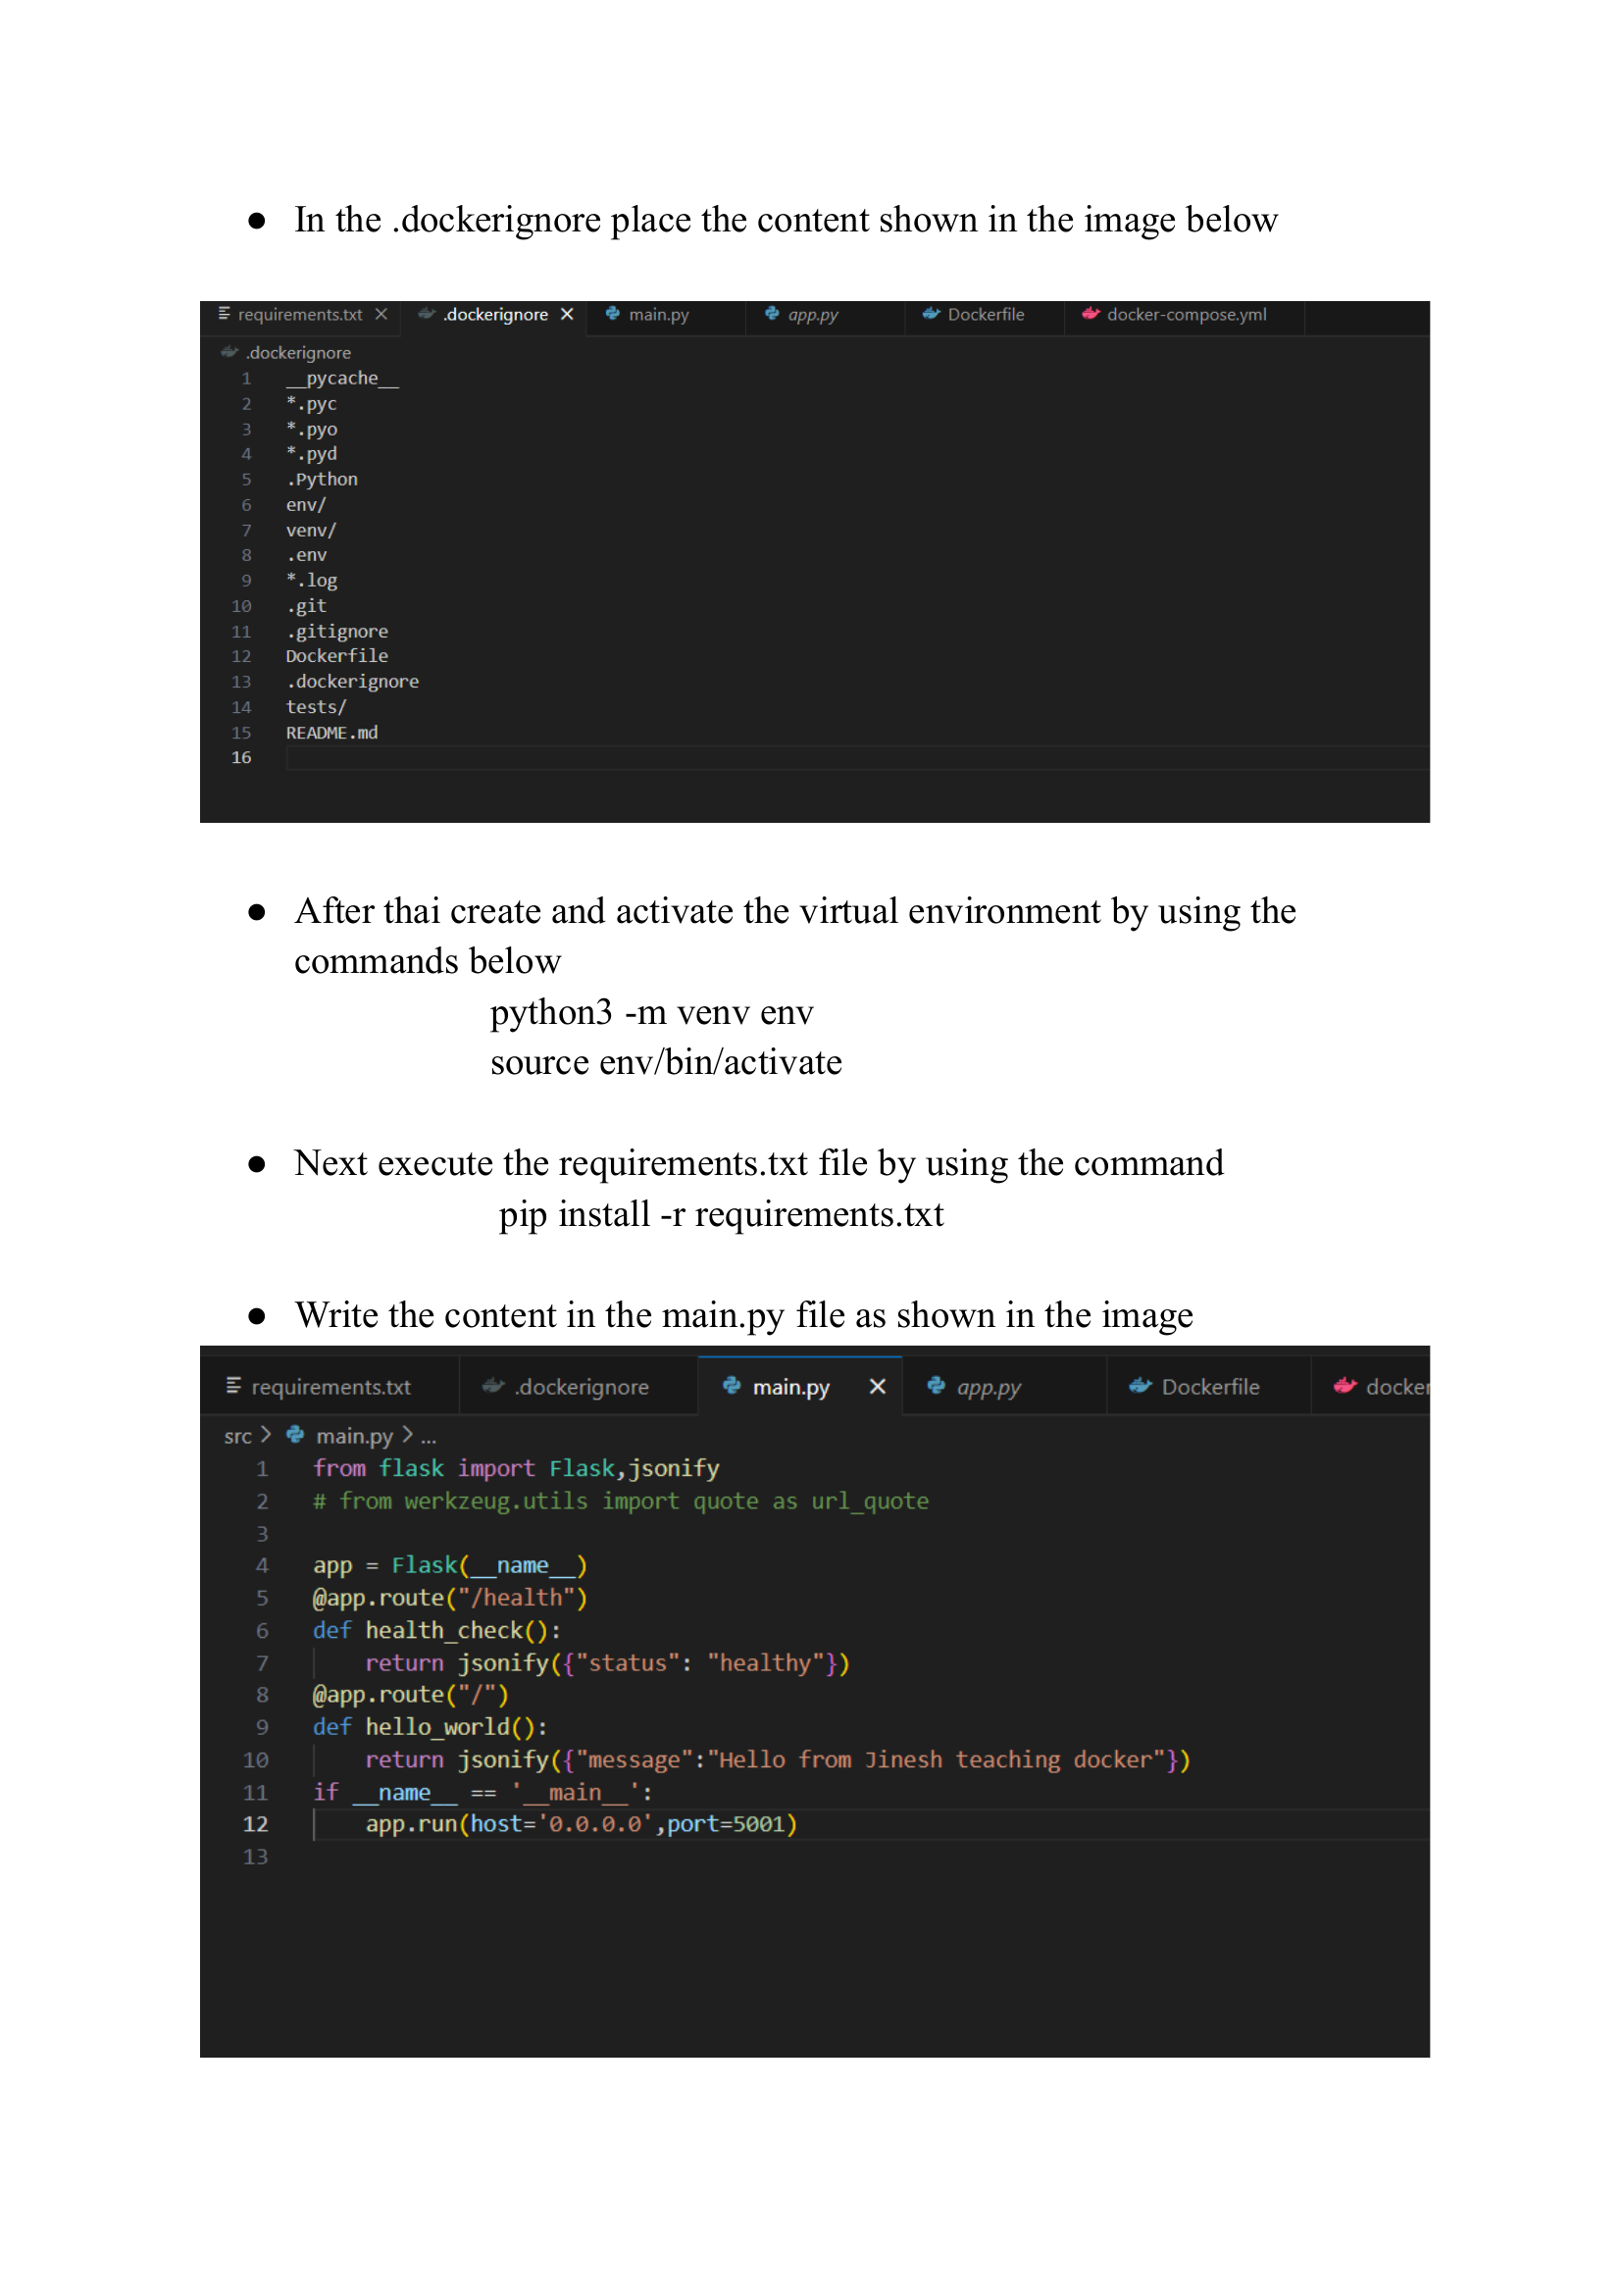 ● In the .dockerignore place the content shown in the image below
requirements.txt .dockerignore main.py app.py Dockerfile docker-compose.yml
.dockerignore
1 __pycache__
2 *.pyc
3 *.pyo
4 *.pyd
5 .Python
6 env/
7 venv/
8 .env
9 *.log
10 .git
11 .gitignore
12 Dockerfile
13 .dockerignore
14 tests/
15 README.md
16
● After thai create and activate the virtual environment by using the
commands below
python3 -m venv env
source env/bin/activate
● Next execute the requirements.txt file by using the command
pip install -r requirements.txt
● Write the content in the main.py file as shown in the image
requirements.txt .dockerignore main.py app.py Dockerfile docker
src > main.py > ...
1 from flask import Flask,jsonify
2 # from werkzeug.utils import quote as url_quote
3
4 app = Flask(__name__)
5 @app.route("/health")
6 def health_check():
7     return jsonify({"status": "healthy"})
8 @app.route("/")
9 def hello_world():
10     return jsonify({"message":"Hello from Jinesh teaching docker"})
11 if __name__ == '__main__':
12     app.run(host='0.0.0.0',port=5001)
13